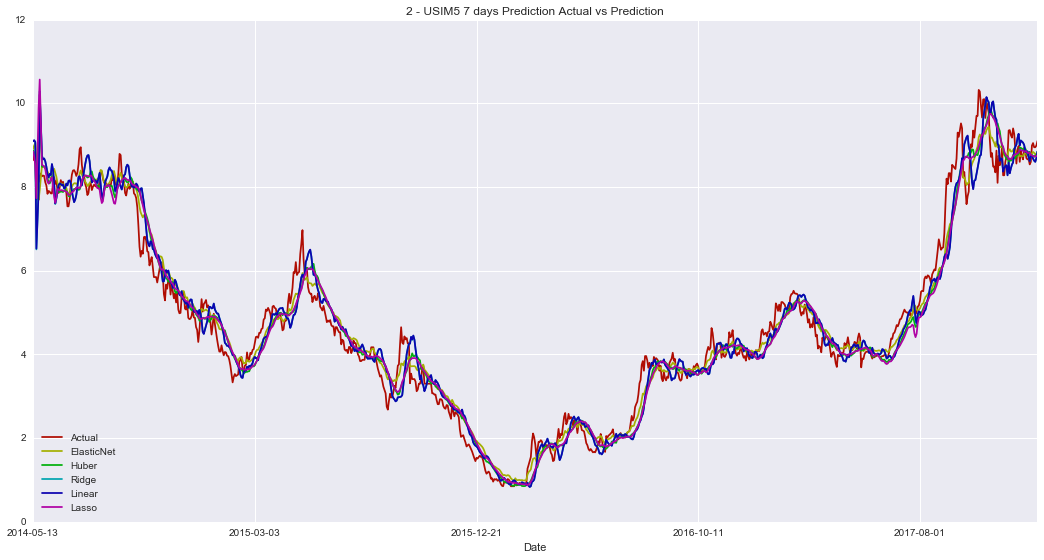 2 - USIM5 7 days Prediction Actual vs Prediction
12
10
8
6
4
2
0
Actual
ElasticNet
Huber
Ridge
Linear
Lasso
2014-05-13
2015-03-03
2015-12-21
2016-10-11
2017-08-01
Date